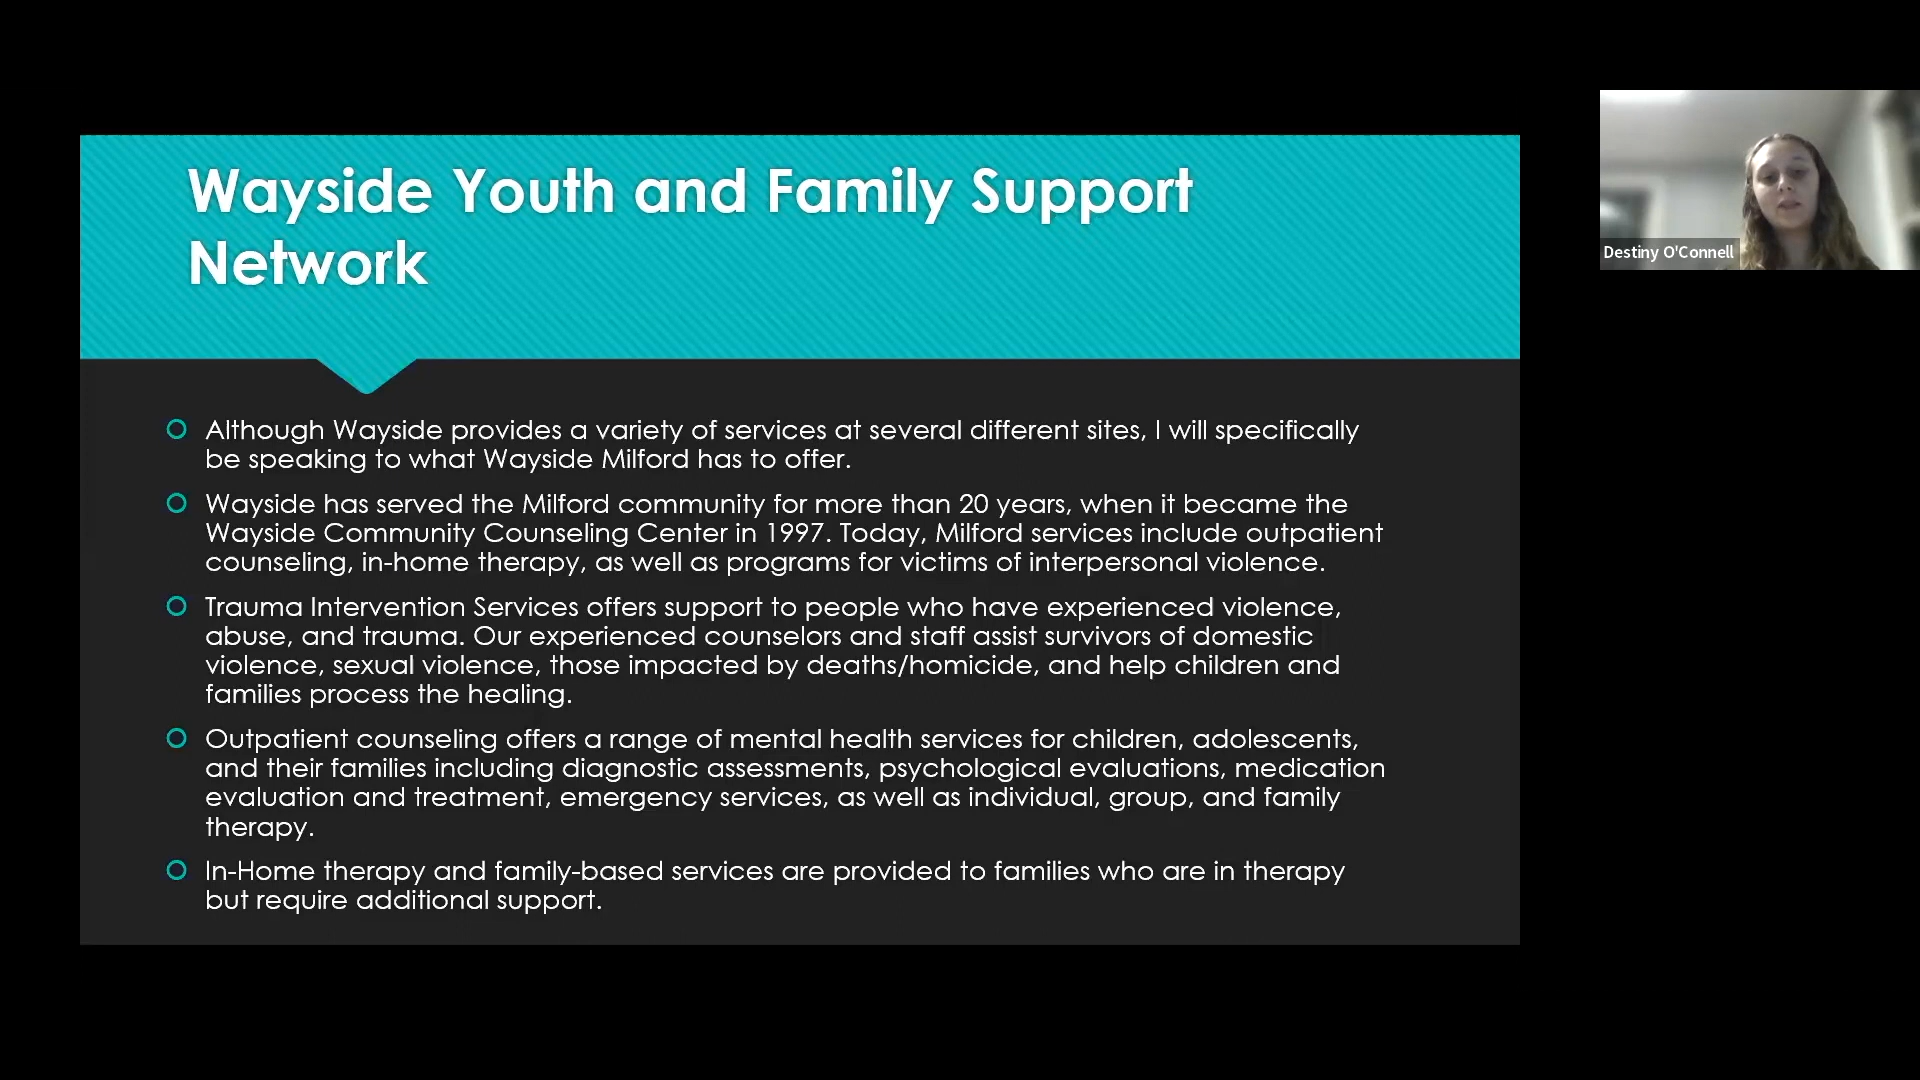 Wayside Youth and Family Support
Network
Although Wayside provides a variety of services at several different sites, I will specifically
be speaking to what Wayside Milford has to offer.
Wayside has served the Milford community for more than 20 years, when it became the
Wayside Community Counseling Center in 1997. Today, Milford services include outpatient
counseling, in-home therapy, as well as programs for victims of interpersonal violence.
Trauma Intervention Services offers support to people who have experienced violence,
abuse, and trauma. Our experienced counselors and staff assist survivors of domestic
violence, sexual violence, those impacted by deaths/homicide, and help children and
families process the healing.
Outpatient counseling offers a range of mental health services for children, adolescents,
and their families including diagnostic assessments, psychological evaluations, medication
evaluation and treatment, emergency services, as well as individual, group, and family
therapy.
In-Home therapy and family-based services are provided to families who are in therapy
but require additional support.
Destiny O'Connell